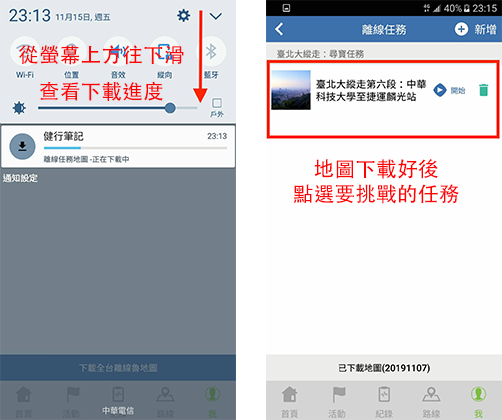 23:13 11月15日, 週五
從螢幕上方往下滑
Wi-Fi 位置 音效 縱向 藍牙
查看下載進度
戶外
健行筆記 23:13
離線任務地圖 -正在下載中
通知設定
下載全台離線魯地圖
首頁 活動 紀錄 路線 我
中華電信
40% 23:15
離線任務 新增
臺北大縱走：尋寶任務
臺北大縱走第六段：中華
科技大學至捷運麟光站
開始
地圖下載好後
點選要挑戰的任務
已下載地圖(20191107)
首頁 活動 紀錄 路線 我